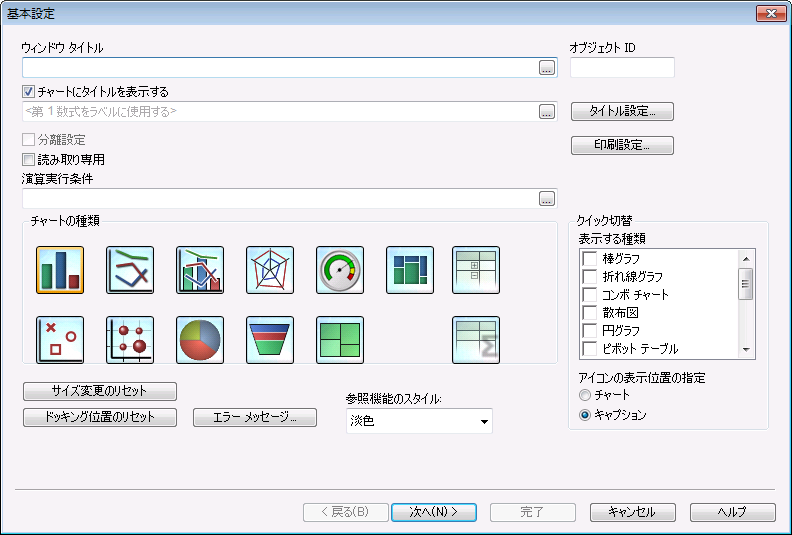 基本設定
ウィンドウ タイトル
オブジェクト ID
...
チャートにタイトルを表示する
<第 1 数式をラベルに使用する>
...
タイトル設定...
分離設定
印刷設定...
読み取り専用
演算実行条件
...
チャートの種類
クイック切替
表示する種類
棒グラフ
折れ線グラフ
コンボ チャート
散布図
円グラフ
ピボット テーブル
アイコンの表示位置の指定
チャート
キャプション
サイズ変更のリセット
ドッキング位置のリセット
エラー メッセージ...
参照機能のスタイル:
淡色
< 戻る(B)
次へ(N) >
完了
キャンセル
ヘルプ